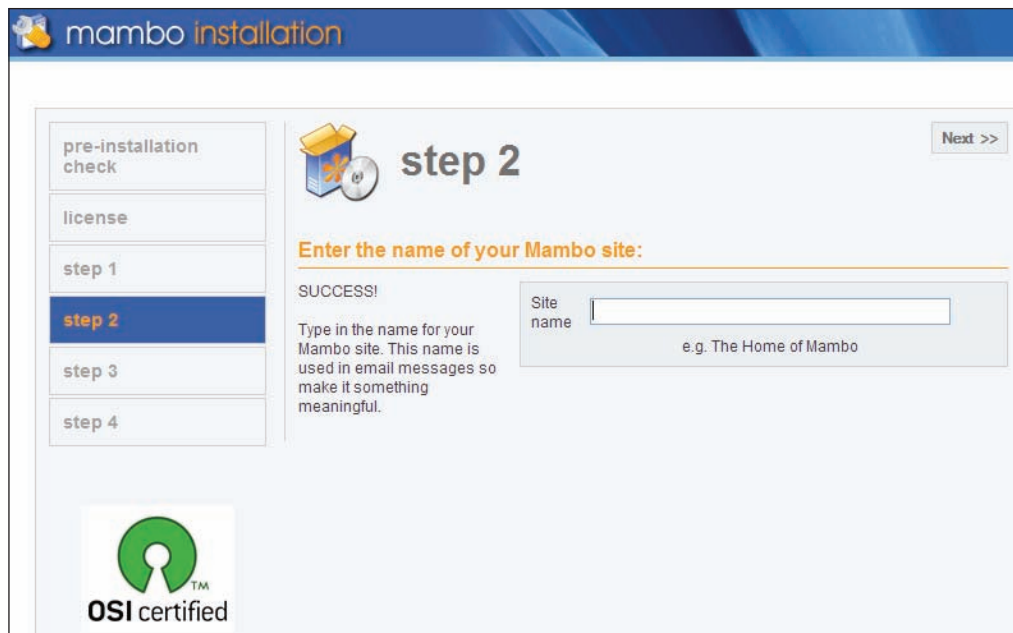 mambo installation
pre-installation
check
license
step 1
step 2
step 3
step 4
OSI certified
TM
step 2
Next >>
Enter the name of your Mambo site:
SUCCESS!
Type in the name for your
Mambo site. This name is
used in email messages so
make it something
meaningful.
Site
name
e.g. The Home of Mambo